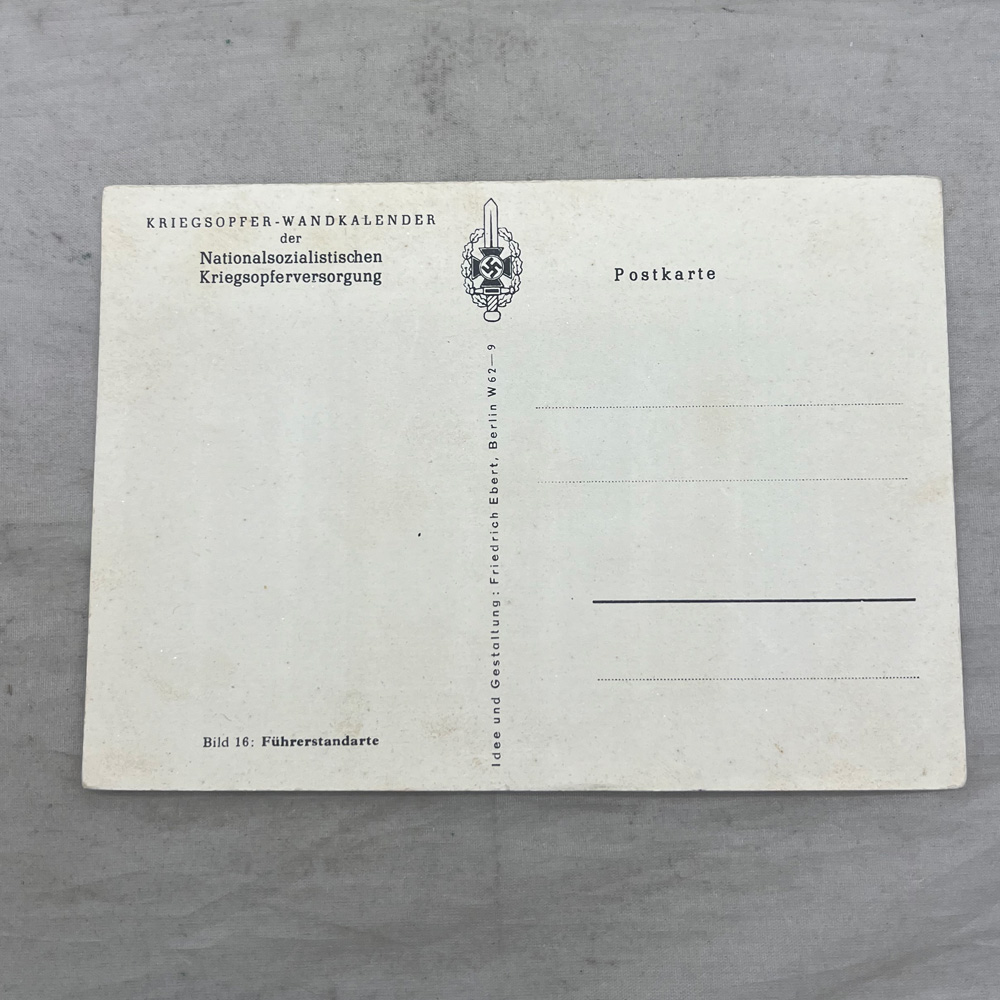 KRIEGSOPFER-WANDKALENDER
der
Nationalsozialistischen
Kriegsopferversorgung
Postkarte
Idee und Gestaltung: Friedrich Ebert, Berlin W62—9
Bild 16: Führerstandarte